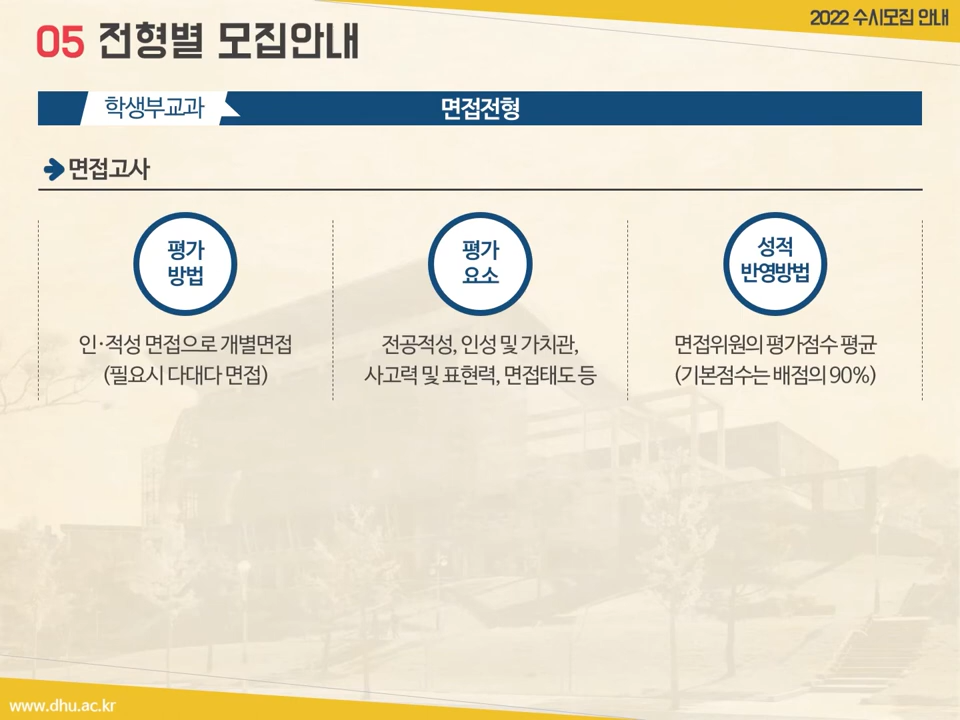 2022 수시모집 안내
05 전형별 모집안내
학생부교과
면접전형
면접고사
평가
방법
인·적성 면접으로 개별면접
(필요시 다대다 면접)
평가
요소
전공적성, 인성 및 가치관,
사고력 및 표현력, 면접태도 등
성적
반영방법
면접위원의 평가점수 평균
(기본점수는 배점의 90%)
www.dhu.ac.kr